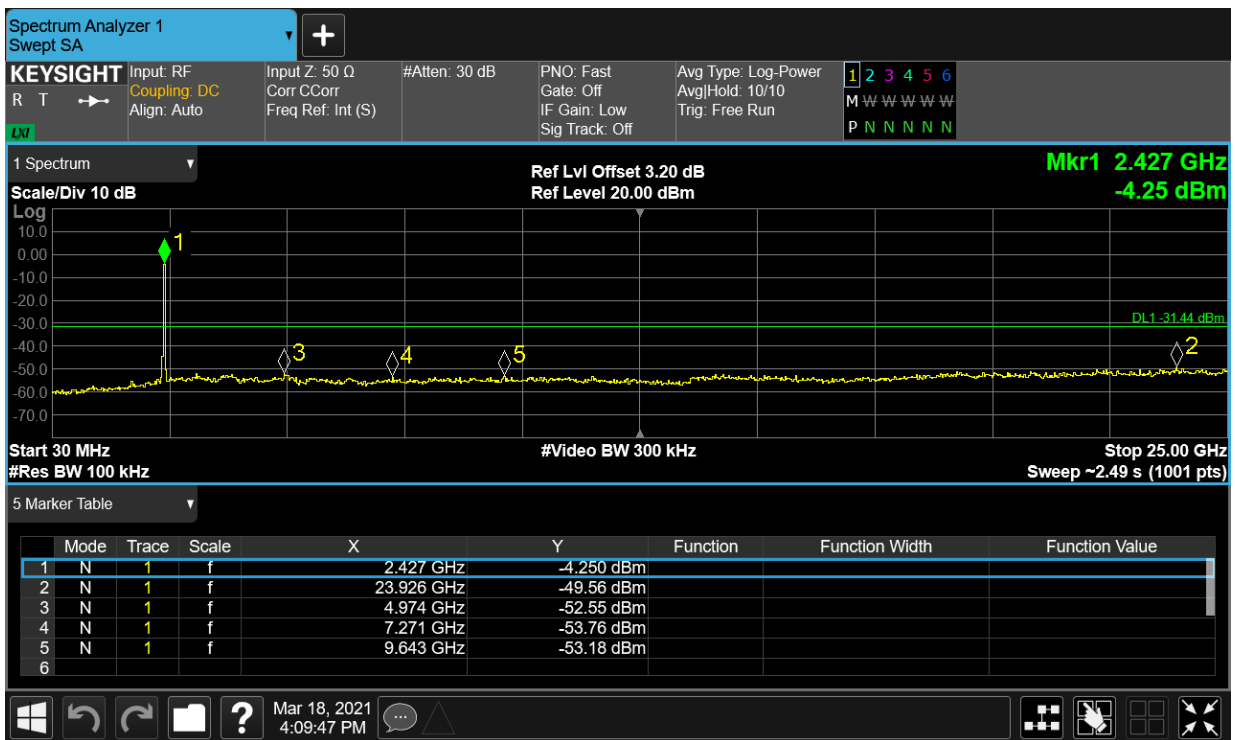 Spectrum Analyzer 1
Swept SA
KEYSIGHT
R T
LXI
Input: RF
Coupling: DC
Align: Auto
Input Z: 50 Ω
Corr CCorr
Freq Ref: Int (S)
#Atten: 30 dB
PNO: Fast
Gate: Off
IF Gain: Low
Sig Track: Off
Avg Type: Log-Power
Avg|Hold: 10/10
Trig: Free Run
1 2 3 4 5 6
M W W W W W
P N N N N N
1 Spectrum
Scale/Div 10 dB
Ref Lvl Offset 3.20 dB
Ref Level 20.00 dBm
Mkr1 2.427 GHz
-4.25 dBm
Log
10.0
0.00
-10.0
-20.0
-30.0
-40.0
-50.0
-60.0
-70.0
1
DL1 -31.44 dBm
3
4
5
2
Start 30 MHz
#Video BW 300 kHz
Stop 25.00 GHz
#Res BW 100 kHz
Sweep ~2.49 s (1001 pts)
5 Marker Table
Mode Trace Scale X Y Function Function Width Function Value
1 N 1 f 2.427 GHz -4.250 dBm
2 N 1 f 23.926 GHz -49.56 dBm
3 N 1 f 4.974 GHz -52.55 dBm
4 N 1 f 7.271 GHz -53.76 dBm
5 N 1 f 9.643 GHz -53.18 dBm
6
?
Mar 18, 2021
4:09:47 PM